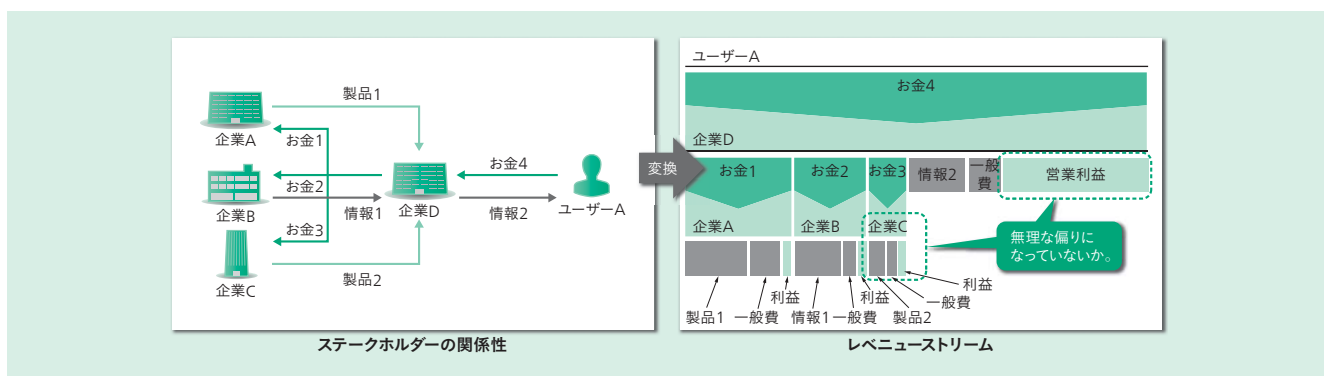 製品1
企業A
お金1
お金2
企業B
情報1
企業D
お金4
情報2
ユーザーA
お金3
企業C
製品2
ステークホルダーの関係性
変換
ユーザーA
お金4
企業D
お金1
お金2
お金3
情報2
一般
費
営業利益
企業A
企業B
企業C
無理な偏りに
なっていないか。
利益
利益
利益
一般費
製品1
一般費
情報1
一般費
製品2
レベニューストリーム